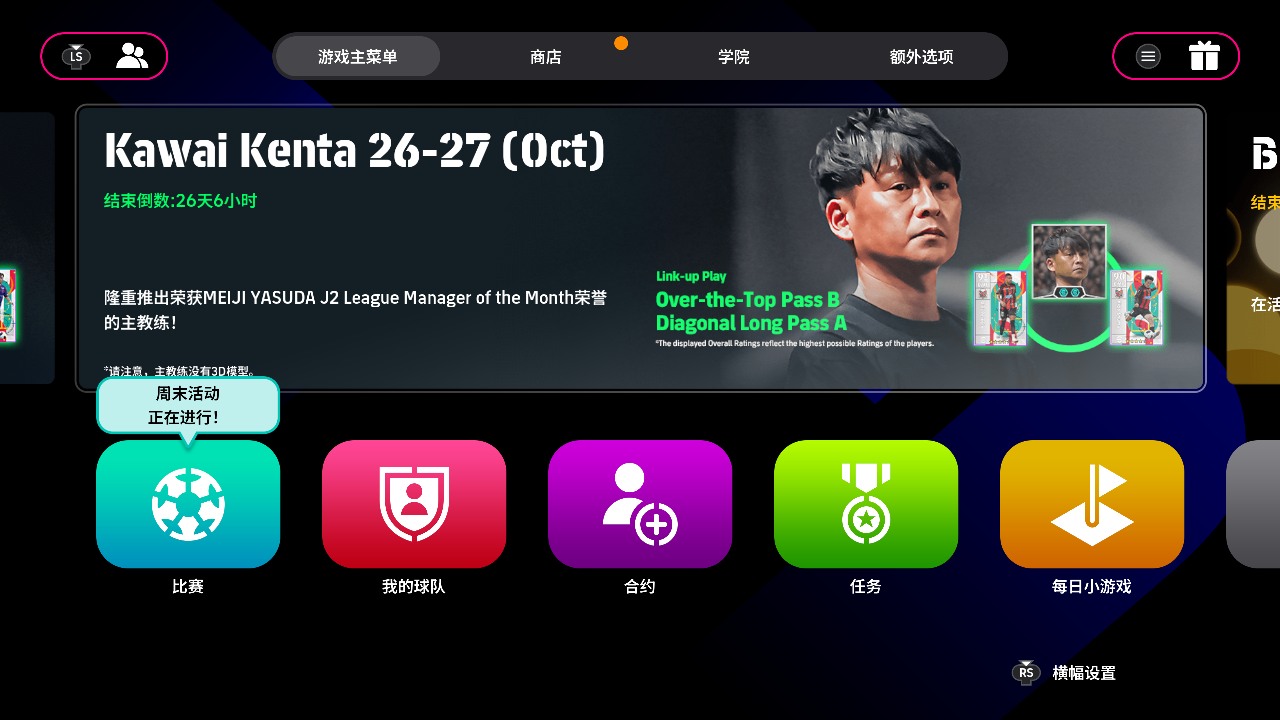 LS
游戏主菜单
商店
学院
额外选项
Kawai Kenta 26-27 (Oct)
结束倒数:26天6小时
隆重推出荣获MEIJI YASUDA J2 League Manager of the Month荣誉
的主教练!
*请注意，主教练没有3D模型。
Link-up Play
Over-the-Top Pass B
Diagonal Long Pass A
*The displayed Overall Ratings reflect the highest possible Ratings of the players.
B
结束
在活
周末活动
正在进行!
比赛
我的球队
合约
任务
每日小游戏
RS
横幅设置